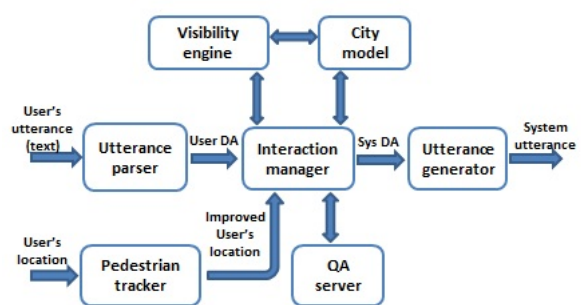 Visibility
engine
City
model
User's
utterance
(text)
Utterance
parser
User DA
Interaction
manager
Sys DA
Utterance
generator
System
utterance
User's
location
Pedestrian
tracker
Improved
User's
location
QA
server